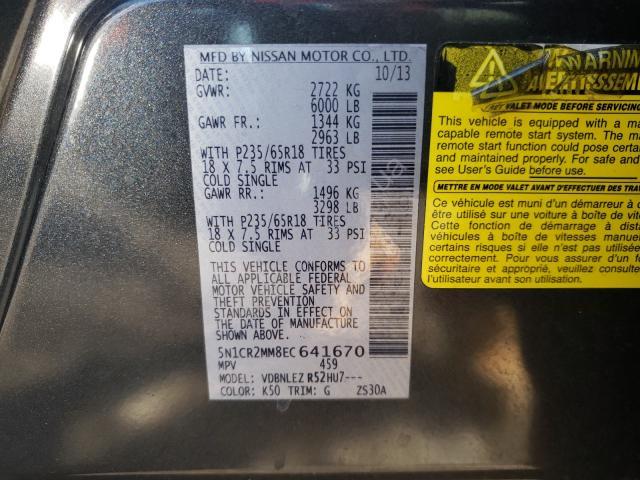 MFD BY NISSAN MOTOR CO., LTD.
DATE: 10/13
GVWR: 2722 KG
6000 LB
GAWR FR.: 1344 KG
2963 LB
WITH P235/65R18 TIRES
18 X 7.5 RIMS AT 33 PSI
COLD SINGLE
GAWR RR.: 1496 KG
3298 LB
WITH P235/65R18 TIRES
18 X 7.5 RIMS AT 33 PSI
COLD SINGLE
THIS VEHICLE CONFORMS TO
ALL APPLICABLE FEDERAL
MOTOR VEHICLE SAFETY AND
THEFT PREVENTION
STANDARDS IN EFFECT ON
THE DATE OF MANUFACTURE
SHOWN ABOVE.
5N1CR2MM8EC641670
MPV 459
MODEL: VDBNLEZ R52HU7---
COLOR: K50 TRIM: G ZS30A
WARNIN
AVERTISSEME
VALET MODE BEFORE SERVICING
This vehicle is equipped with a ma
capable remote start system. The ma
remote start function could pose certa
and maintained properly. For safe and
see User's Guide before use.
METTRE EN MODE VALET AVANT D'EFFECTUER DES TRA
Ce véhicule est muni d'un démarreur à d
être utilisé sur une voiture à boîte de vite
Cette fonction de démarrage à dista
véhicules à boîte de vitesses manuel
certains risques si elle n'est pas
correctement. Pour vous assurer d'un f
sécuritaire et approprié, veuillez consulte
l'utilisateur avant utilisation.